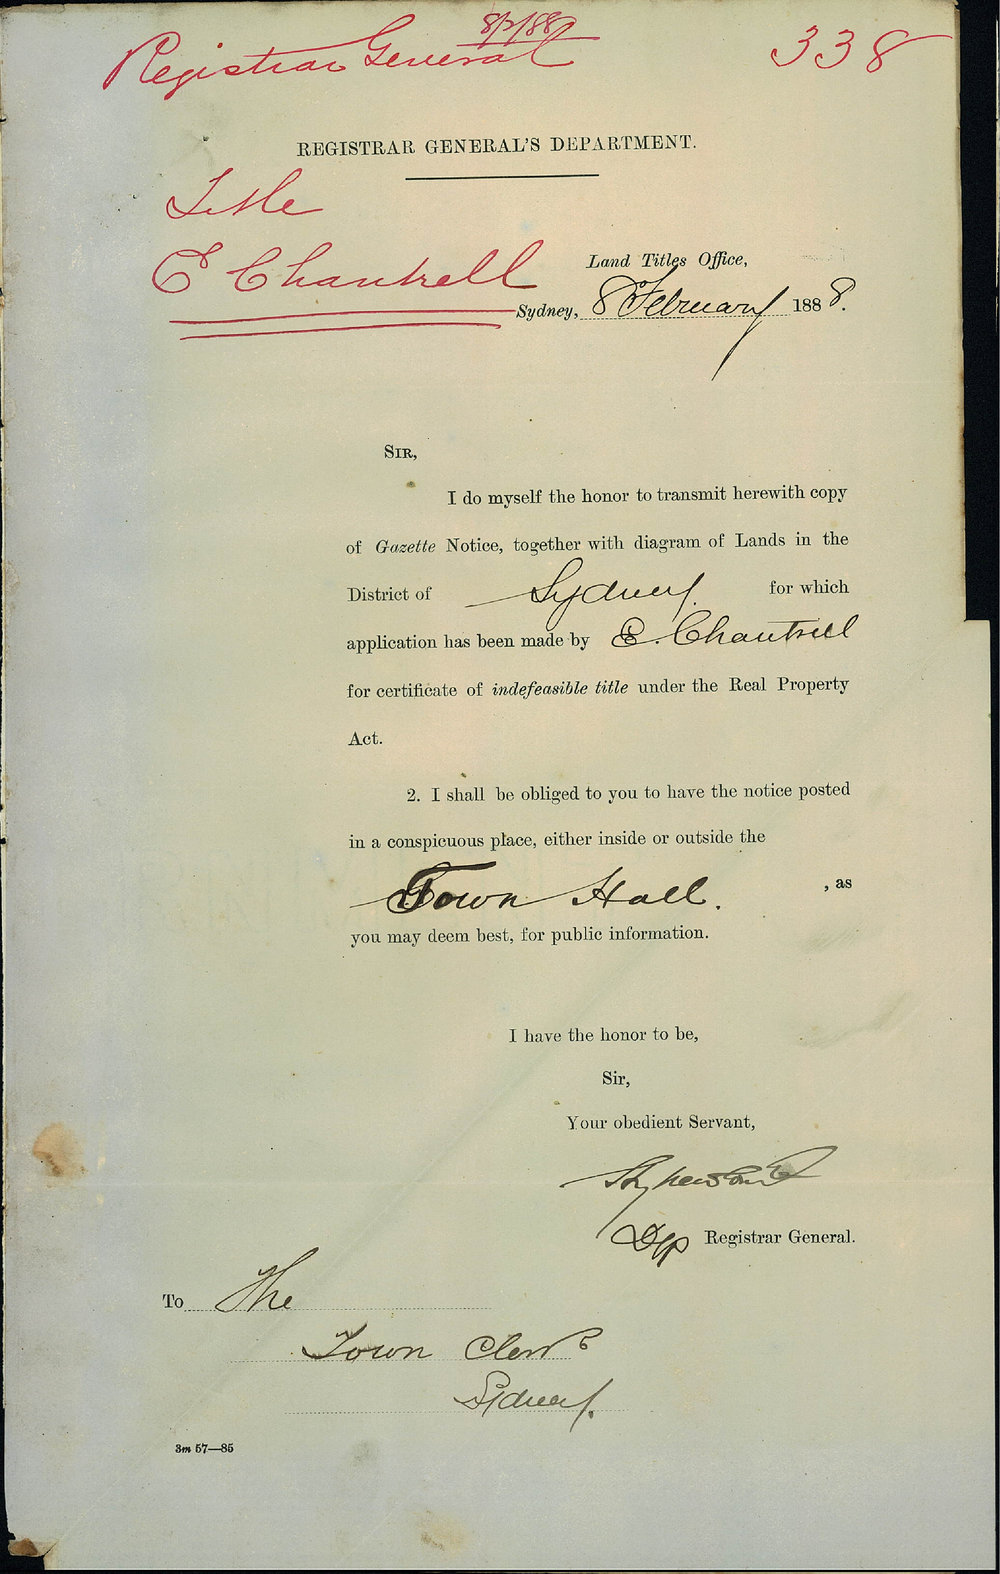 8/2/88
Registrar General 338
REGISTRAR GENERAL'S DEPARTMENT.
Title
E Chantrell
Land Titles Office,
Sydney, 8 February 1888.
SIR,
I do myself the honor to transmit herewith copy
of Gazette Notice, together with diagram of Lands in the
District of Sydney. for which
application has been made by E. Chantrell
for certificate of indefeasible title under the Real Property
Act.
2. I shall be obliged to you to have the notice posted
in a conspicuous place, either inside or outside the
Town Hall. , as
you may deem best, for public information.
I have the honor to be,
Sir,
Your obedient Servant,
Dep Registrar General.
To The
Town Clerk
Sydney.
3m 57—85